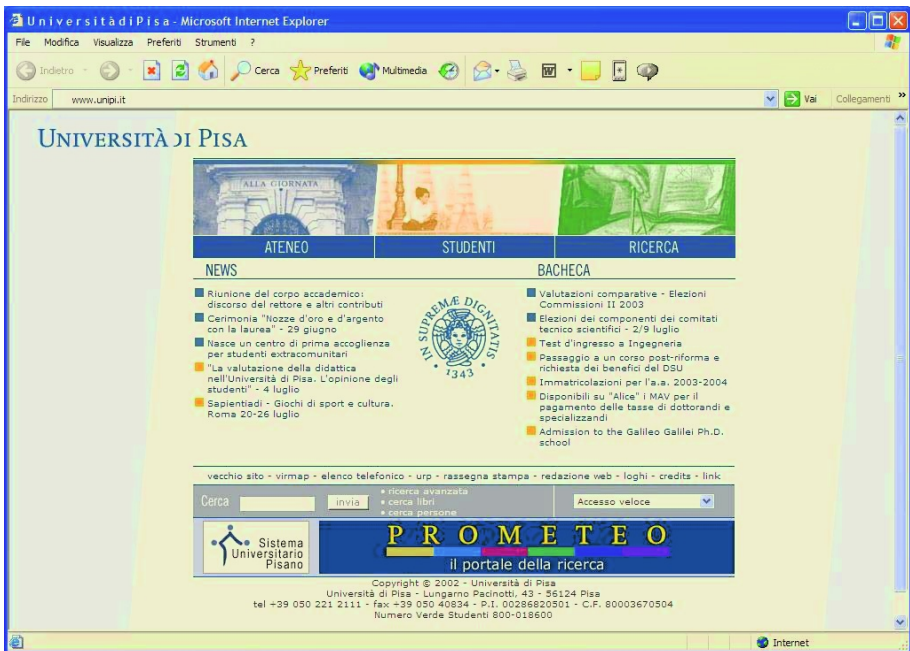 U n i v e r s i t à d i P i s a - Microsoft Internet Explorer
File Modifica Visualizza Preferiti Strumenti ?
Indietro Cerca Preferiti Multimedia
Indirizzo www.unipi.it Vai Collegamenti »
UNIVERSITÀ DI PISA
ALLA GIORNATA
ATENEO STUDENTI RICERCA
NEWS
Riunione del corpo accademico:
discorso del rettore e altri contributi
Cerimonia "Nozze d'oro e d'argento
con la laurea" - 29 giugno
Nasce un centro di prima accoglienza
per studenti extracomunitari
"La valutazione della didattica
nell'Università di Pisa. L'opinione degli
studenti" - 4 luglio
Sapientiadi - Giochi di sport e cultura.
Roma 20-26 luglio
IN SUPREMÆ DIGNITATIS
1343
BACHECA
Valutazioni comparative - Elezioni
Commissioni II 2003
Elezioni dei componenti dei comitati
tecnico scientifici - 2/9 luglio
Test d'ingresso a Ingegneria
Passaggio a un corso post-riforma e
richiesta dei benefici del DSU
Immatricolazioni per l'a.a. 2003-2004
Disponibili su "Alice" i MAV per il
pagamento delle tasse di dottorandi e
specializzandi
Admission to the Galileo Galilei Ph.D.
school
vecchio sito - virmap - elenco telefonico - urp - rassegna stampa - redazione web - loghi - credits - link
Cerca invia
• ricerca avanzata
• cerca libri
• cerca persone
Accesso veloce
Sistema
Universitario
Pisano
PROMETEO
il portale della ricerca
Copyright © 2002 - Università di Pisa
Università di Pisa - Lungarno Pacinotti, 43 - 56124 Pisa
tel +39 050 221 2111 - fax +39 050 40834 - P.I. 00286820501 - C.F. 80003670504
Numero Verde Studenti 800-018600
Internet